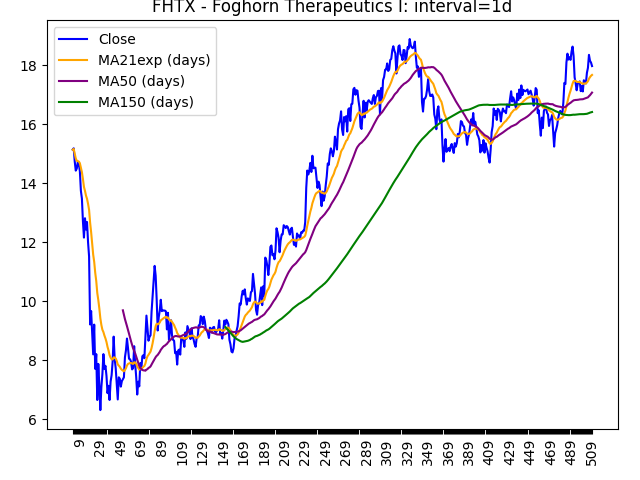 FHTX - Foghorn Therapeutics I: interval=1d
Close
MA21exp (days)
MA50 (days)
MA150 (days)
18
16
14
12
10
8
6
9 29 49 69 89 109 129 149 169 189 209 229 249 269 289 309 329 349 369 389 409 429 449 469 489 509